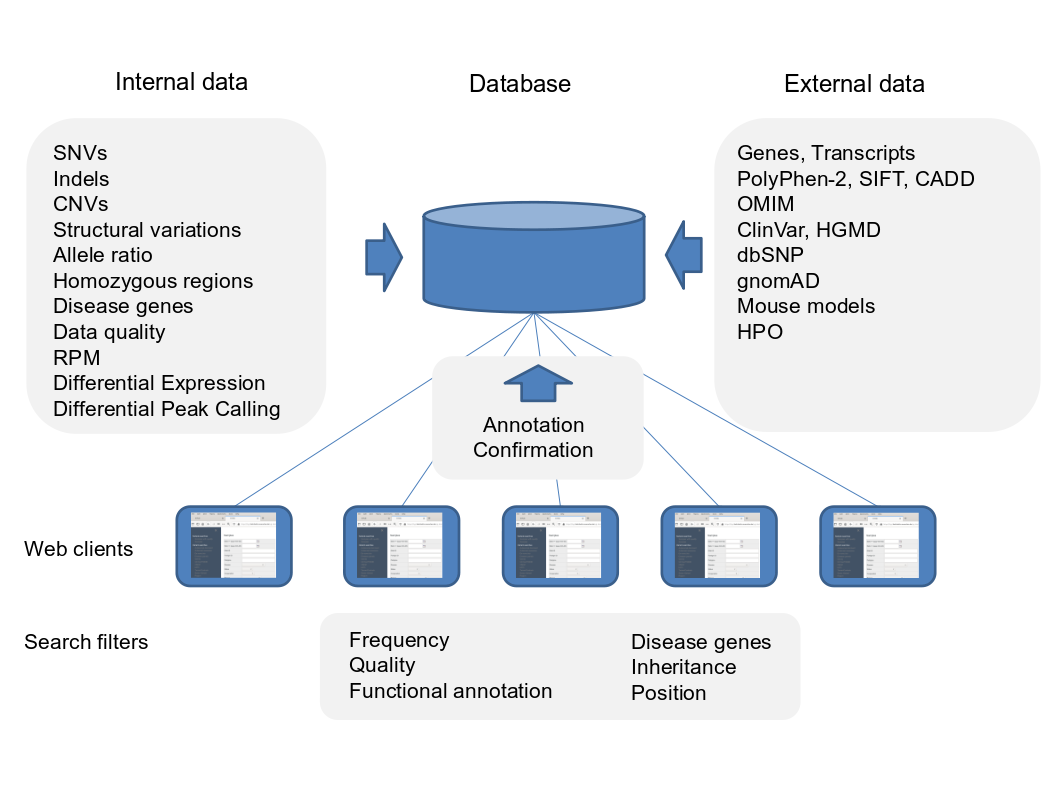 Internal data
Database
External data
SNVs
Indels
CNVs
Structural variations
Allele ratio
Homozygous regions
Disease genes
Data quality
RPM
Differential Expression
Differential Peak Calling
Genes, Transcripts
PolyPhen-2, SIFT, CADD
OMIM
ClinVar, HGMD
dbSNP
gnomAD
Mouse models
HPO
Annotation
Confirmation
Web clients
Search filters
Frequency
Quality
Functional annotation
Disease genes
Inheritance
Position